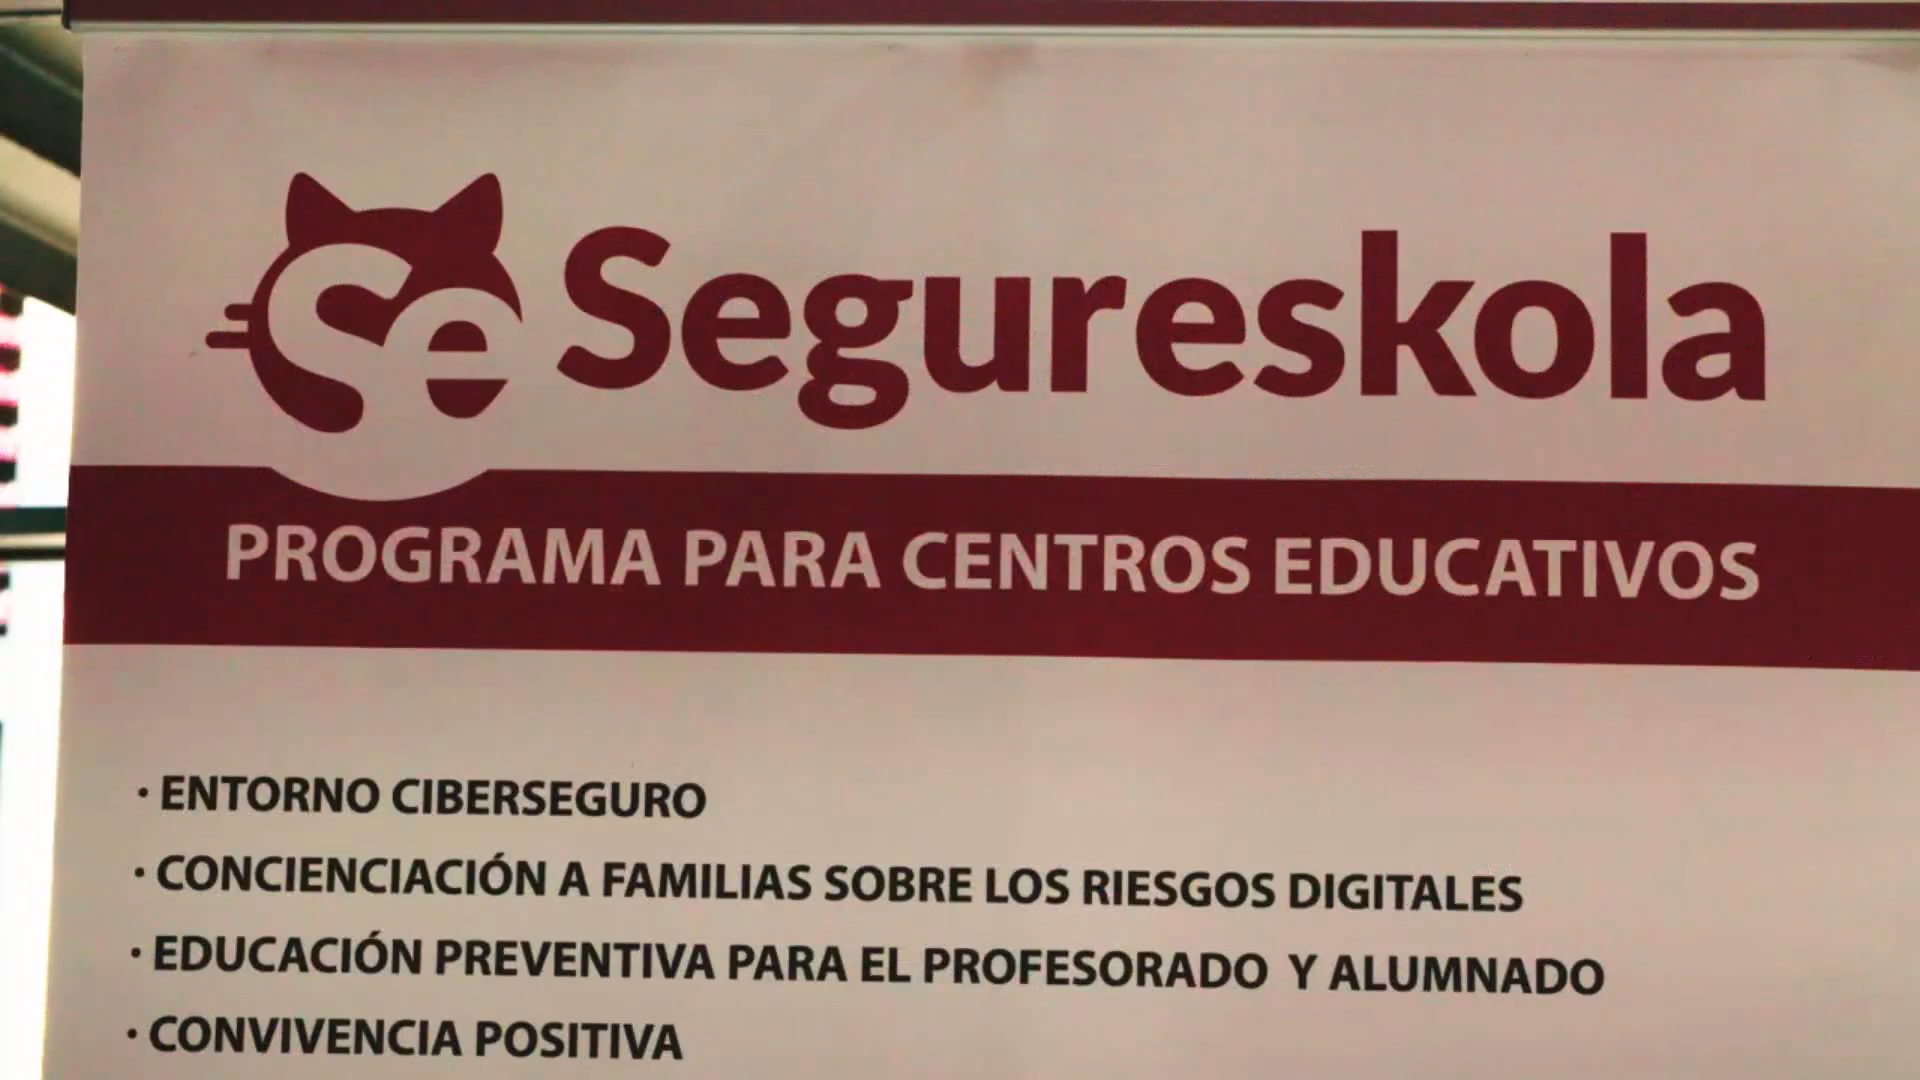 Se Segureskola
PROGRAMA PARA CENTROS EDUCATIVOS
· ENTORNO CIBERSEGURO
· CONCIENCIACIÓN A FAMILIAS SOBRE LOS RIESGOS DIGITALES
· EDUCACIÓN PREVENTIVA PARA EL PROFESORADO Y ALUMNADO
· CONVIVENCIA POSITIVA